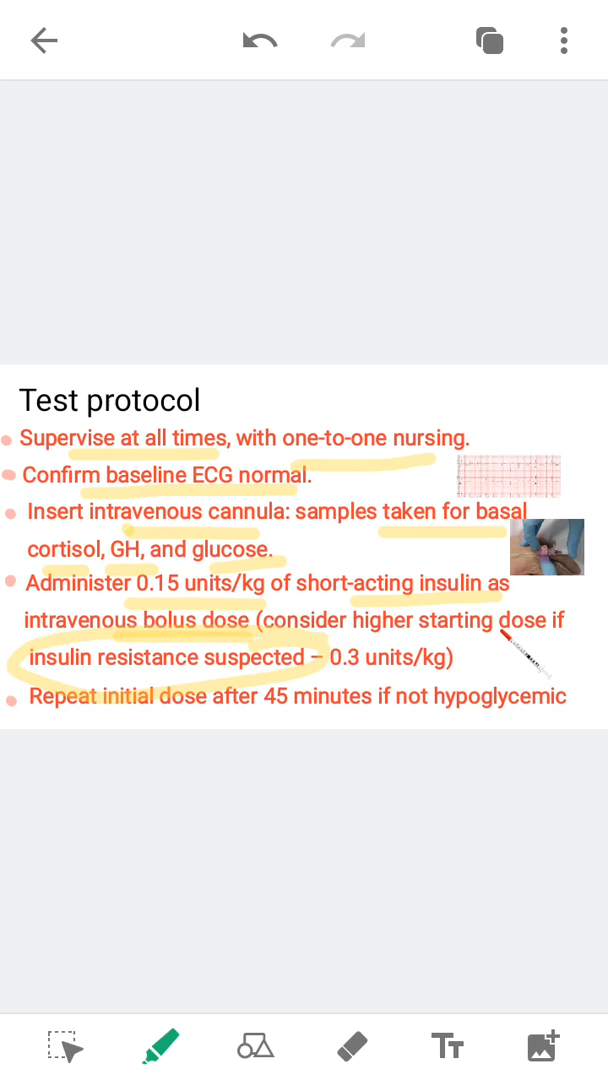 Test protocol
Supervise at all times, with one-to-one nursing.
Confirm baseline ECG normal.
Insert intravenous cannula: samples taken for basal
cortisol, GH, and glucose.
Administer 0.15 units/kg of short-acting insulin as
intravenous bolus dose (consider higher starting dose if
insulin resistance suspected – 0.3 units/kg)
Repeat initial dose after 45 minutes if not hypoglycemic
Tт